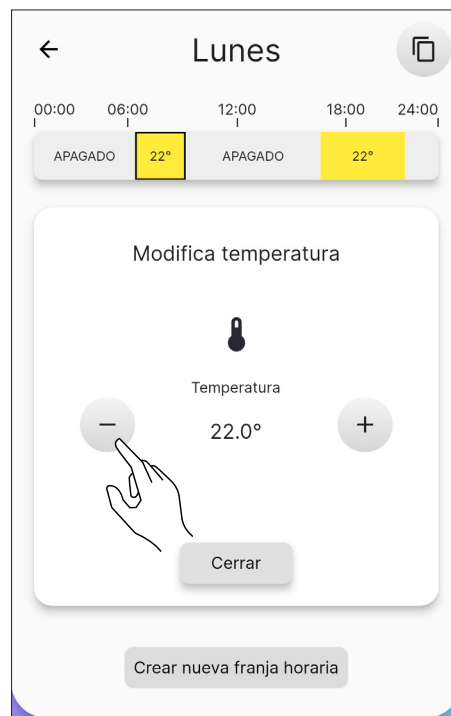 Lunes
00:00 06:00 12:00 18:00 24:00
APAGADO 22° APAGADO 22°
Modifica temperatura
Temperatura
22.0°
Cerrar
Crear nueva franja horaria